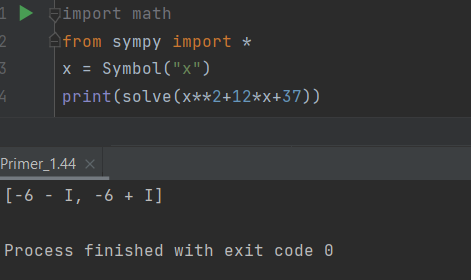 1 import math
2 from sympy import *
3 x = Symbol("x")
4 print(solve(x**2+12*x+37))
Primer_1.44 ×
[-6 - I, -6 + I]
Process finished with exit code 0